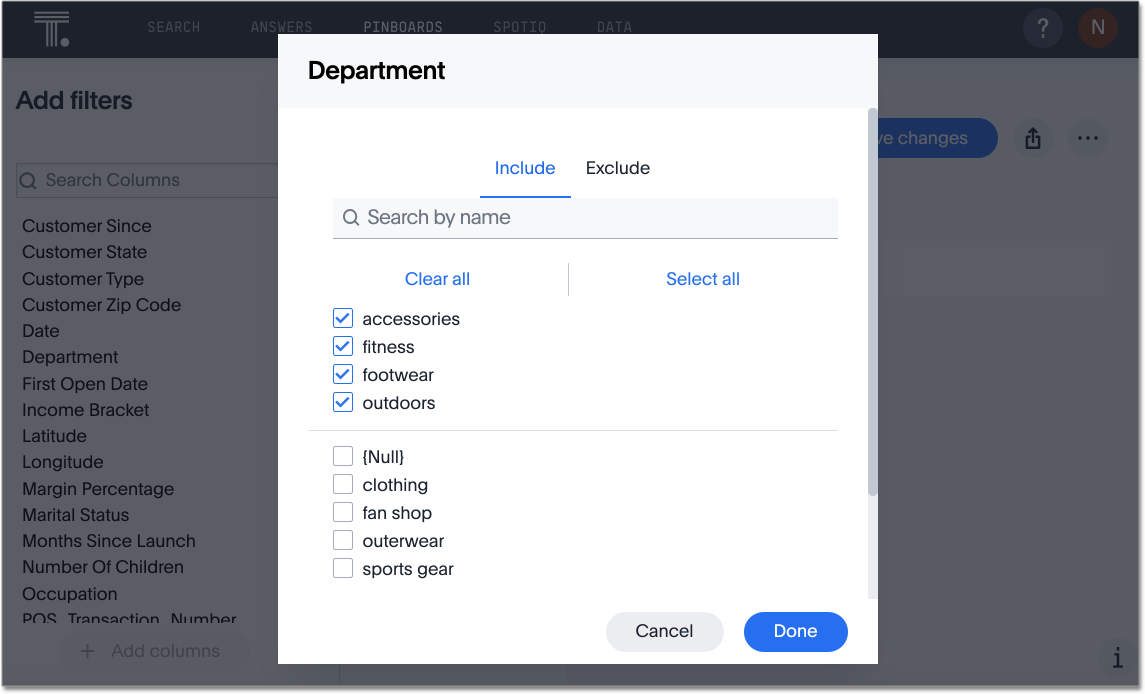 T.
SEARCH ANSWERS PINBOARDS SPOTIQ DATA ? N
Department
Add filters
ve changes
Include Exclude
Search Columns
Search by name
Customer Since
Customer State
Customer Type
Customer Zip Code
Date
Department
First Open Date
Income Bracket
Latitude
Longitude
Margin Percentage
Marital Status
Months Since Launch
Number Of Children
Occupation
POS Transaction Number
+ Add columns
Clear all Select all
accessories
fitness
footwear
outdoors
{Null}
clothing
fan shop
outerwear
sports gear
Cancel Done
i